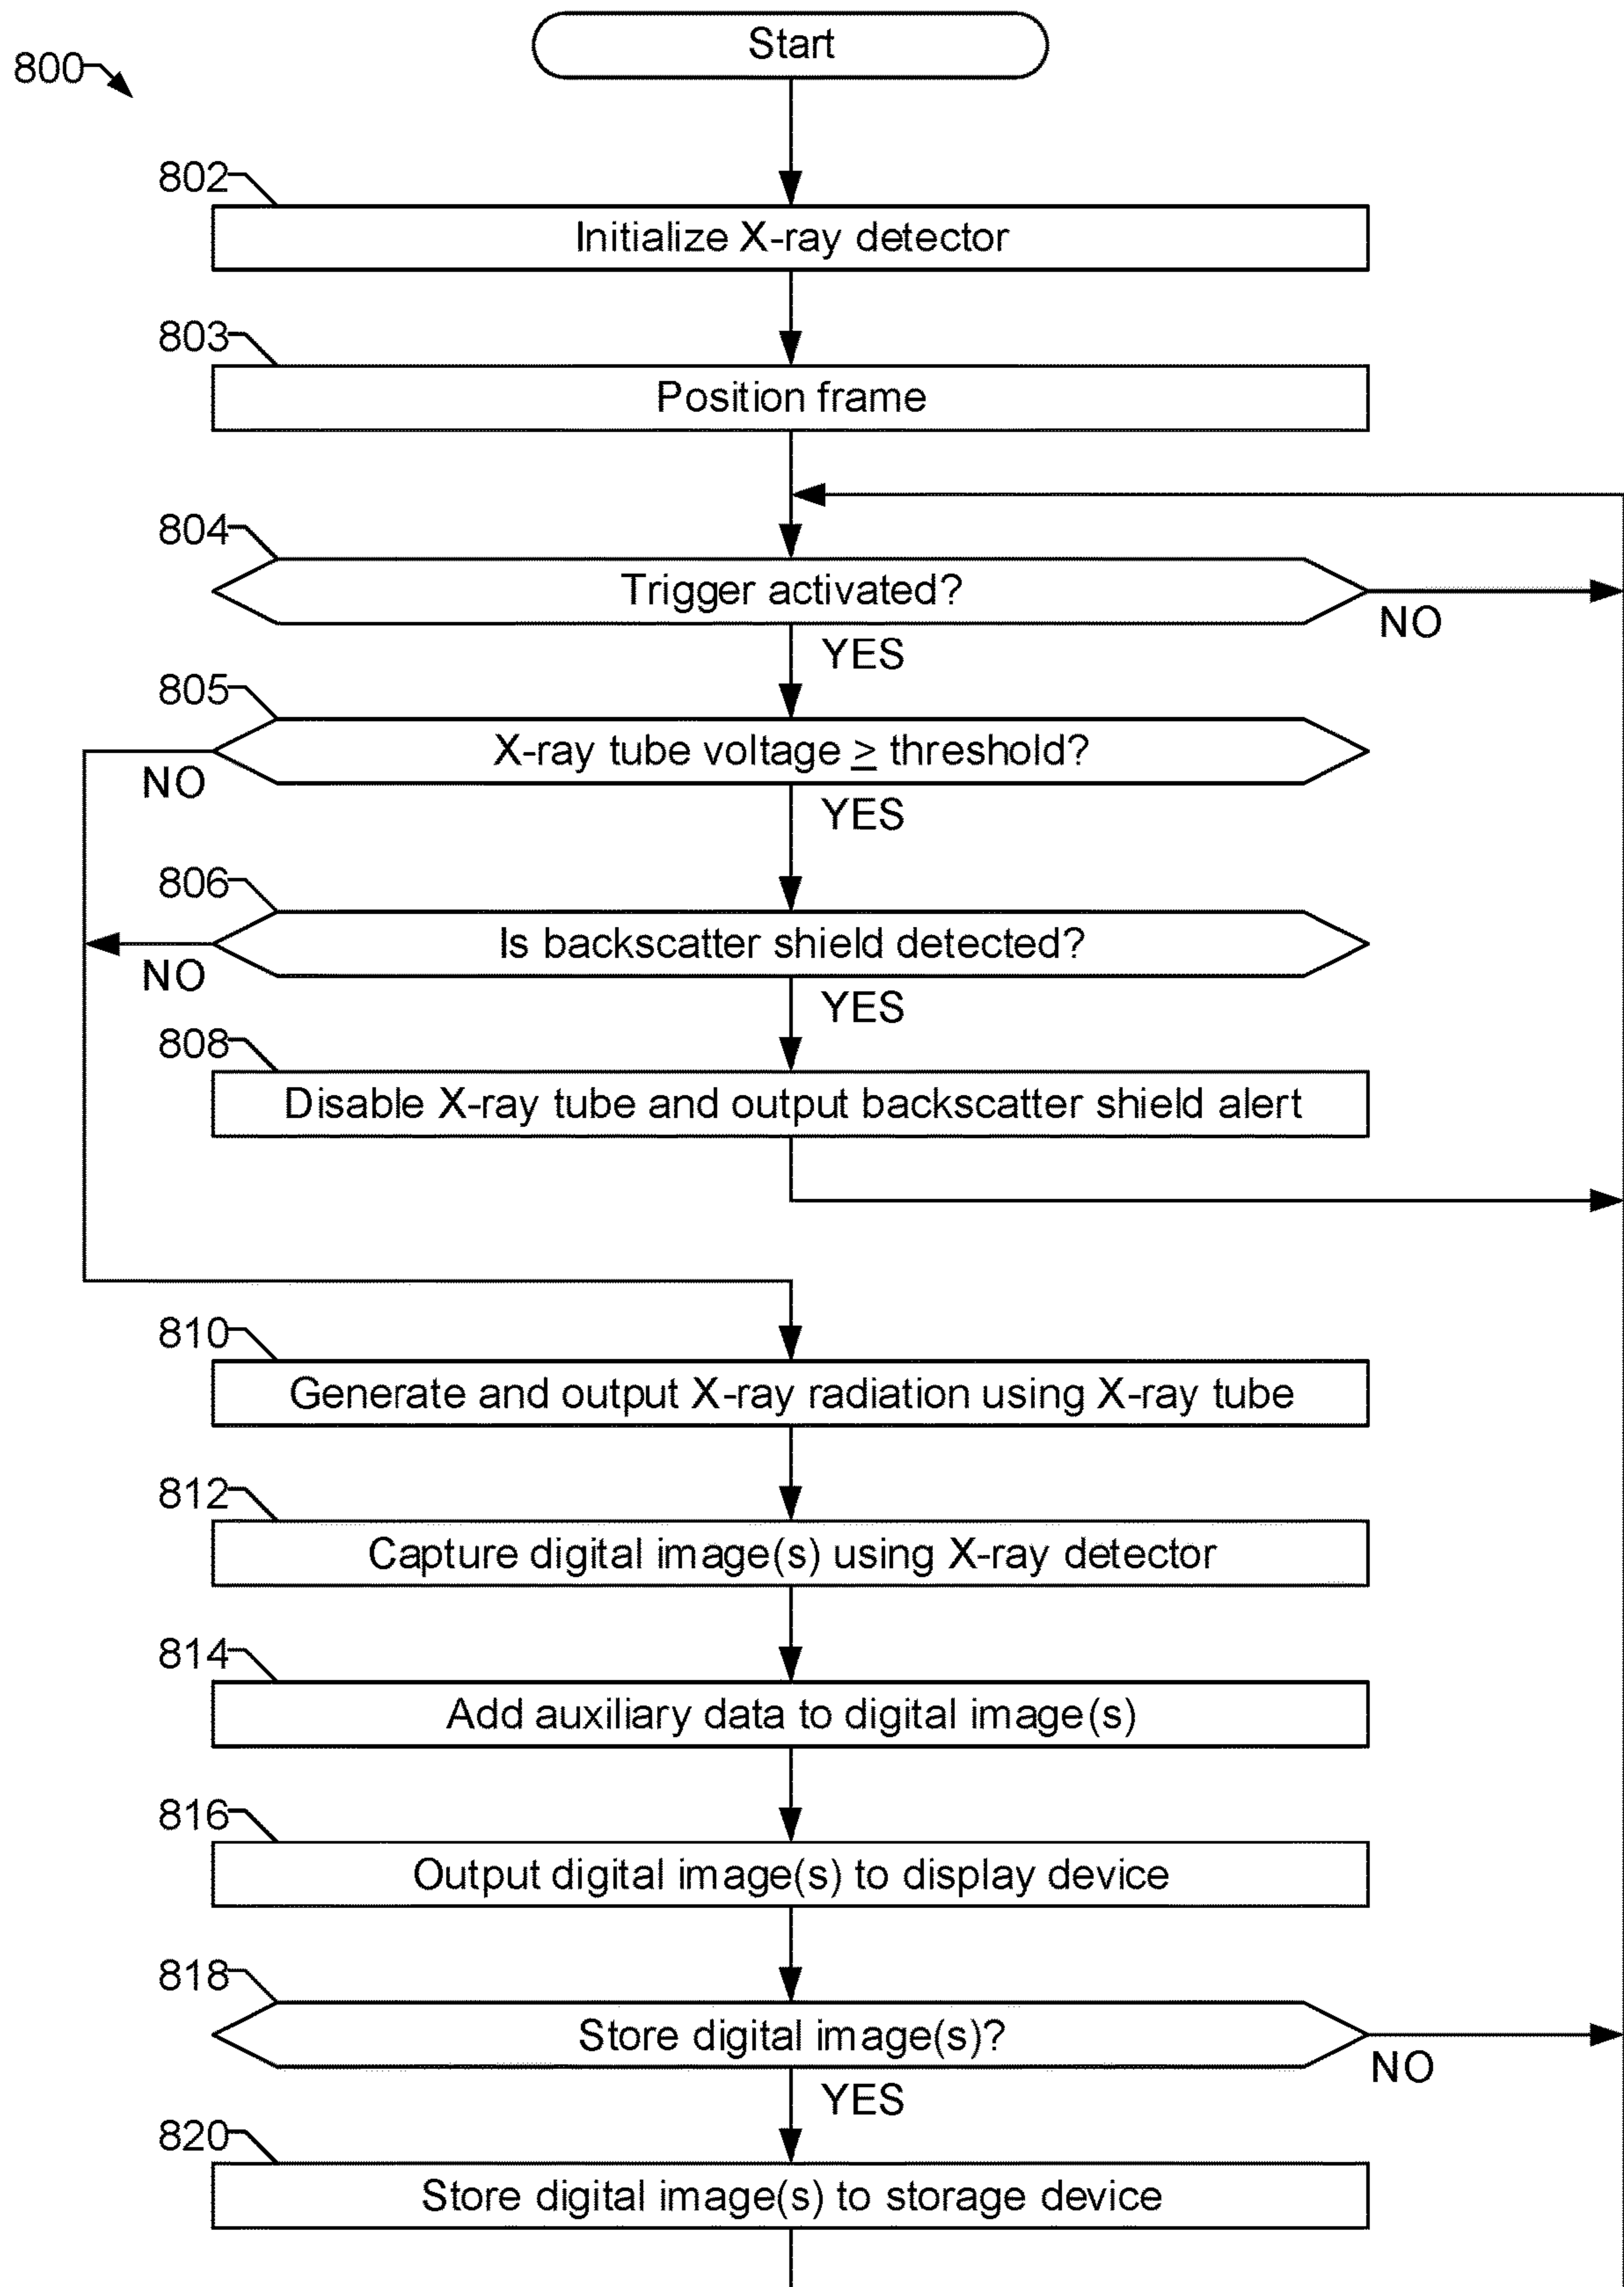 Start
800
802
Initialize X-ray detector
803
Position frame
804
Trigger activated?
NO
YES
805
X-ray tube voltage ≥ threshold?
NO
YES
806
Is backscatter shield detected?
NO
YES
808
Disable X-ray tube and output backscatter shield alert
810
Generate and output X-ray radiation using X-ray tube
812
Capture digital image(s) using X-ray detector
814
Add auxiliary data to digital image(s)
816
Output digital image(s) to display device
818
Store digital image(s)?
NO
YES
820
Store digital image(s) to storage device